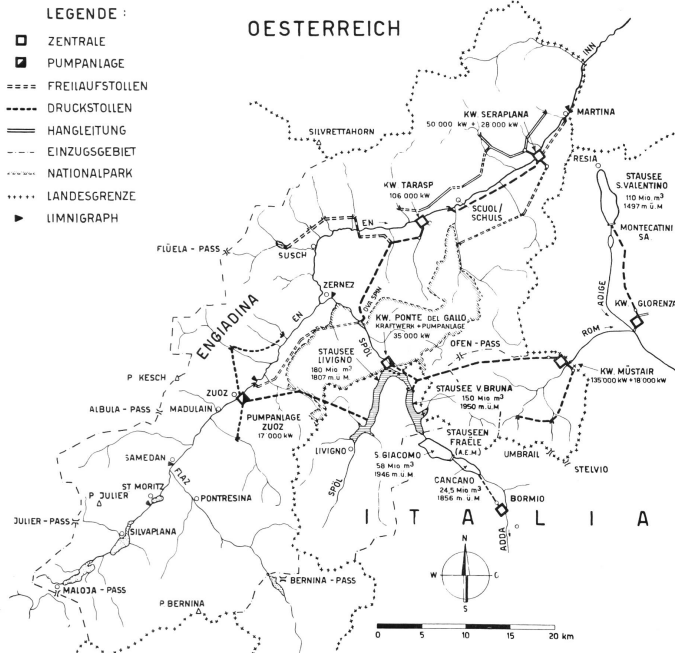 LEGENDE :
ZENTRALE
PUMPANLAGE
FREILAUFSTOLLEN
DRUCKSTOLLEN
HANGLEITUNG
EINZUGSGEBIET
NATIONALPARK
LANDESGRENZE
LIMNIGRAPH
OESTERREICH
INN
KW. SERAPLANA
50 000 kW + 28 000 kW
MARTINA
SILVRETTAHORN
RESIA
STAUSEE
S. VALENTINO
110 Mio m³
1497 m.ü.M
KW TARASP
106 000 kW
SCUOL/
SCHULS
EN
MONTECATINI
SA.
FLÜELA - PASS
SUSCH
ZERNEZ
OVA SPIN
ADIGE
KW. GLORENZA
ENGIADINA
EN
SPÖL
KW. PONTE DEL GALLO
KRAFTWERK + PUMPANLAGE
35 000 kW
OFEN - PASS
ROM
STAUSEE
LIVIGNO
180 Mio m³
1807 m.ü.M
P KESCH
ZUOZ
ALBULA - PASS
MADULAIN
PUMPANLAGE
ZUOZ
17'000 kW
STAUSEE V. BRUNA
150 Mio m³
1950 m.ü.M
KW. MÜSTAIR
135'000 kW + 18 000 kW
STAUSEEN
FRAËLE
(A.E.M.)
UMBRAIL
STELVIO
LIVIGNO
S GIACOMO
58 Mio m³
1946 m.ü.M
SAMEDAN
FLAZ
SPÖL
CANCANO
24,5 Mio m³
1856 m.ü.M
BORMIO
ST MORITZ
P JULIER
PONTRESINA
JULIER - PASS
SILVAPLANA
I T A L I A
ADDA
MALOJA - PASS
BERNINA - PASS
P BERNINA
N
W
S
0 5 10 15 20 km